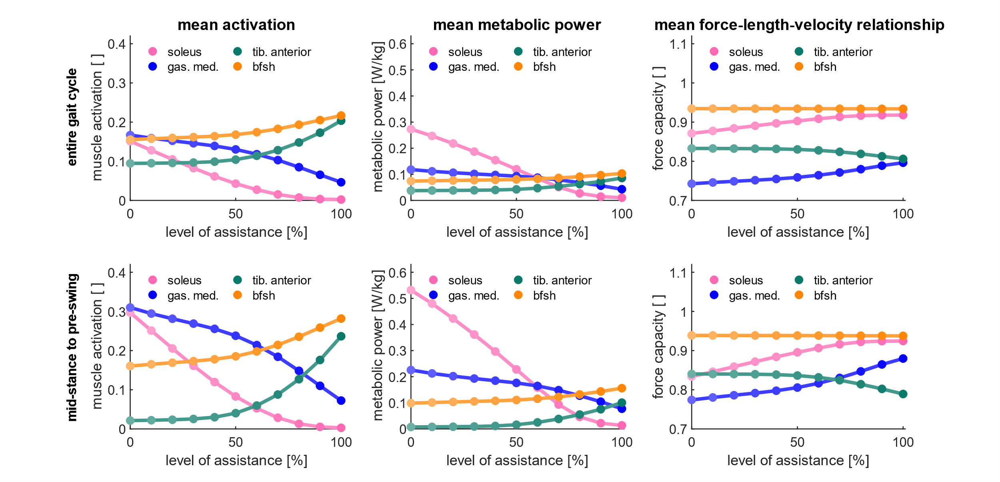 mean activation
mean metabolic power
mean force-length-velocity relationship
entire gait cycle
muscle activation [ ]
0.4
0.3
0.2
0.1
0
soleus
tib. anterior
gas. med.
bfsh
0 50 100
level of assistance [%]
metabolic power [W/kg]
0.6
0.5
0.4
0.3
0.2
0.1
0
soleus
tib. anterior
gas. med.
bfsh
0 50 100
level of assistance [%]
force capacity [ ]
1.1
1
0.9
0.8
0.7
soleus
tib. anterior
gas. med.
bfsh
0 50 100
level of assistance [%]
mid-stance to pre-swing
muscle activation [ ]
0.4
0.3
0.2
0.1
0
soleus
tib. anterior
gas. med.
bfsh
0 50 100
level of assistance [%]
metabolic power [W/kg]
0.6
0.5
0.4
0.3
0.2
0.1
0
soleus
tib. anterior
gas. med.
bfsh
0 50 100
level of assistance [%]
force capacity [ ]
1.1
1
0.9
0.8
0.7
soleus
tib. anterior
gas. med.
bfsh
0 50 100
level of assistance [%]